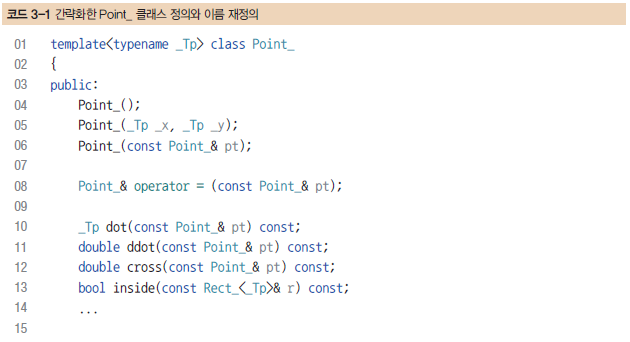 코드 3-1 간략화한 Point_ 클래스 정의와 이름 재정의
01 template<typename _Tp> class Point_
02 {
03 public:
04 Point_();
05 Point_(_Tp _x, _Tp _y);
06 Point_(const Point_& pt);
07
08 Point_& operator = (const Point_& pt);
09
10 _Tp dot(const Point_& pt) const;
11 double ddot(const Point_& pt) const;
12 double cross(const Point_& pt) const;
13 bool inside(const Rect_<_Tp>& r) const;
14 ...
15